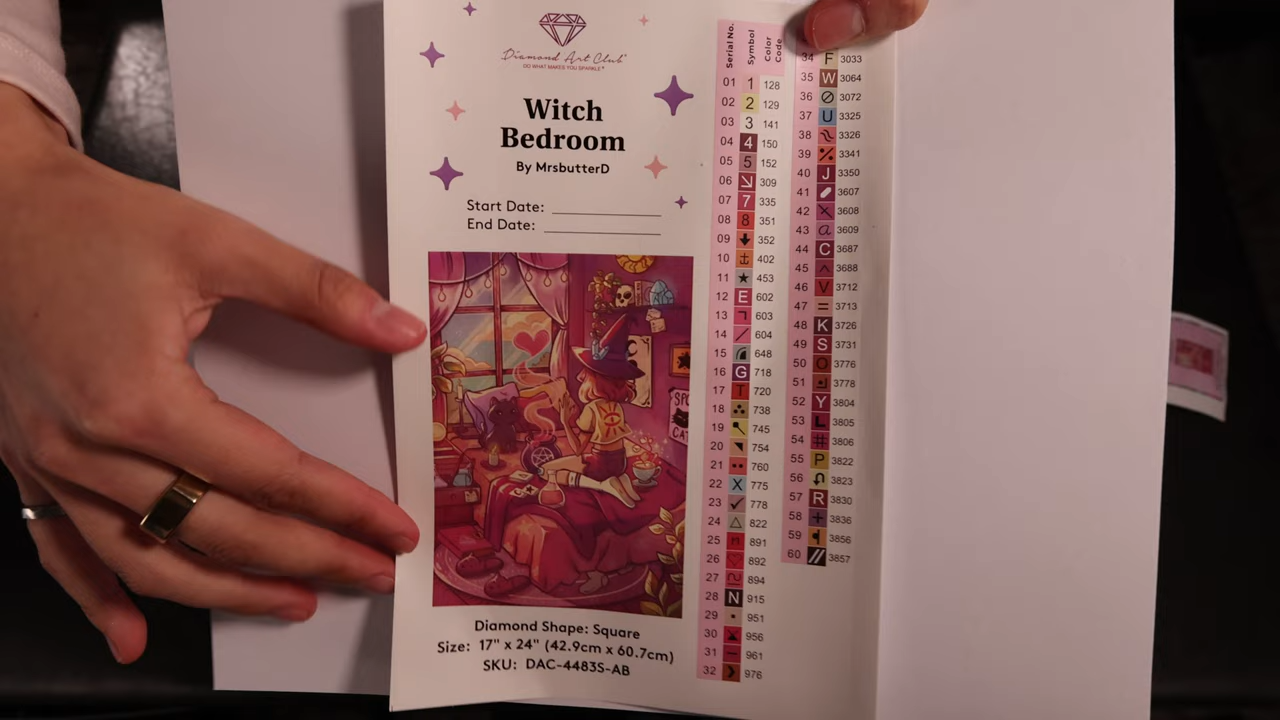 Diamond Art Club
DO WHAT MAKES YOU SPARKLE
Witch
Bedroom
By MrsbutterD
Start Date:
End Date:
SPO
CAT
Diamond Shape: Square
Size: 17" x 24" (42.9cm x 60.7cm)
SKU: DAC-4483S-AB
Serial No. Symbol Color Code
01 1 128
02 2 129
03 3 141
04 4 150
05 5 152
06 309
07 7 335
08 8 351
09 352
10 402
11 ★ 453
12 E 602
13 603
14 / 604
15 648
16 G 718
17 T 720
18 738
19 745
20 754
21 •• 760
22 X 775
23 ✓ 778
24 △ 822
25 n 891
26 ♡ 892
27 894
28 N 915
29 • 951
30 956
31 — 961
32 976
34 F 3033
35 W 3064
36 ⊘ 3072
37 U 3325
38 3326
39 % 3341
40 J 3350
41 3607
42 3608
43 a 3609
44 C 3687
45 ^ 3688
46 V 3712
47 = 3713
48 K 3726
49 S 3731
50 O 3776
51 3778
52 Y 3804
53 L 3805
54 # 3806
55 P 3822
56 3823
57 R 3830
58 + 3836
59 3856
60 // 3857